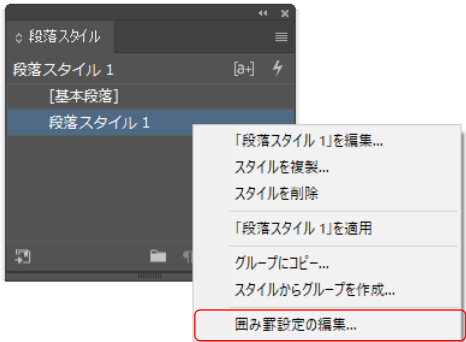 段落スタイル
段落スタイル 1
[a+]
[基本段落]
段落スタイル 1
「段落スタイル 1」を編集...
スタイルを複製...
スタイルを削除
「段落スタイル 1」を適用
グループにコピー...
スタイルからグループを作成...
囲み罫設定の編集...